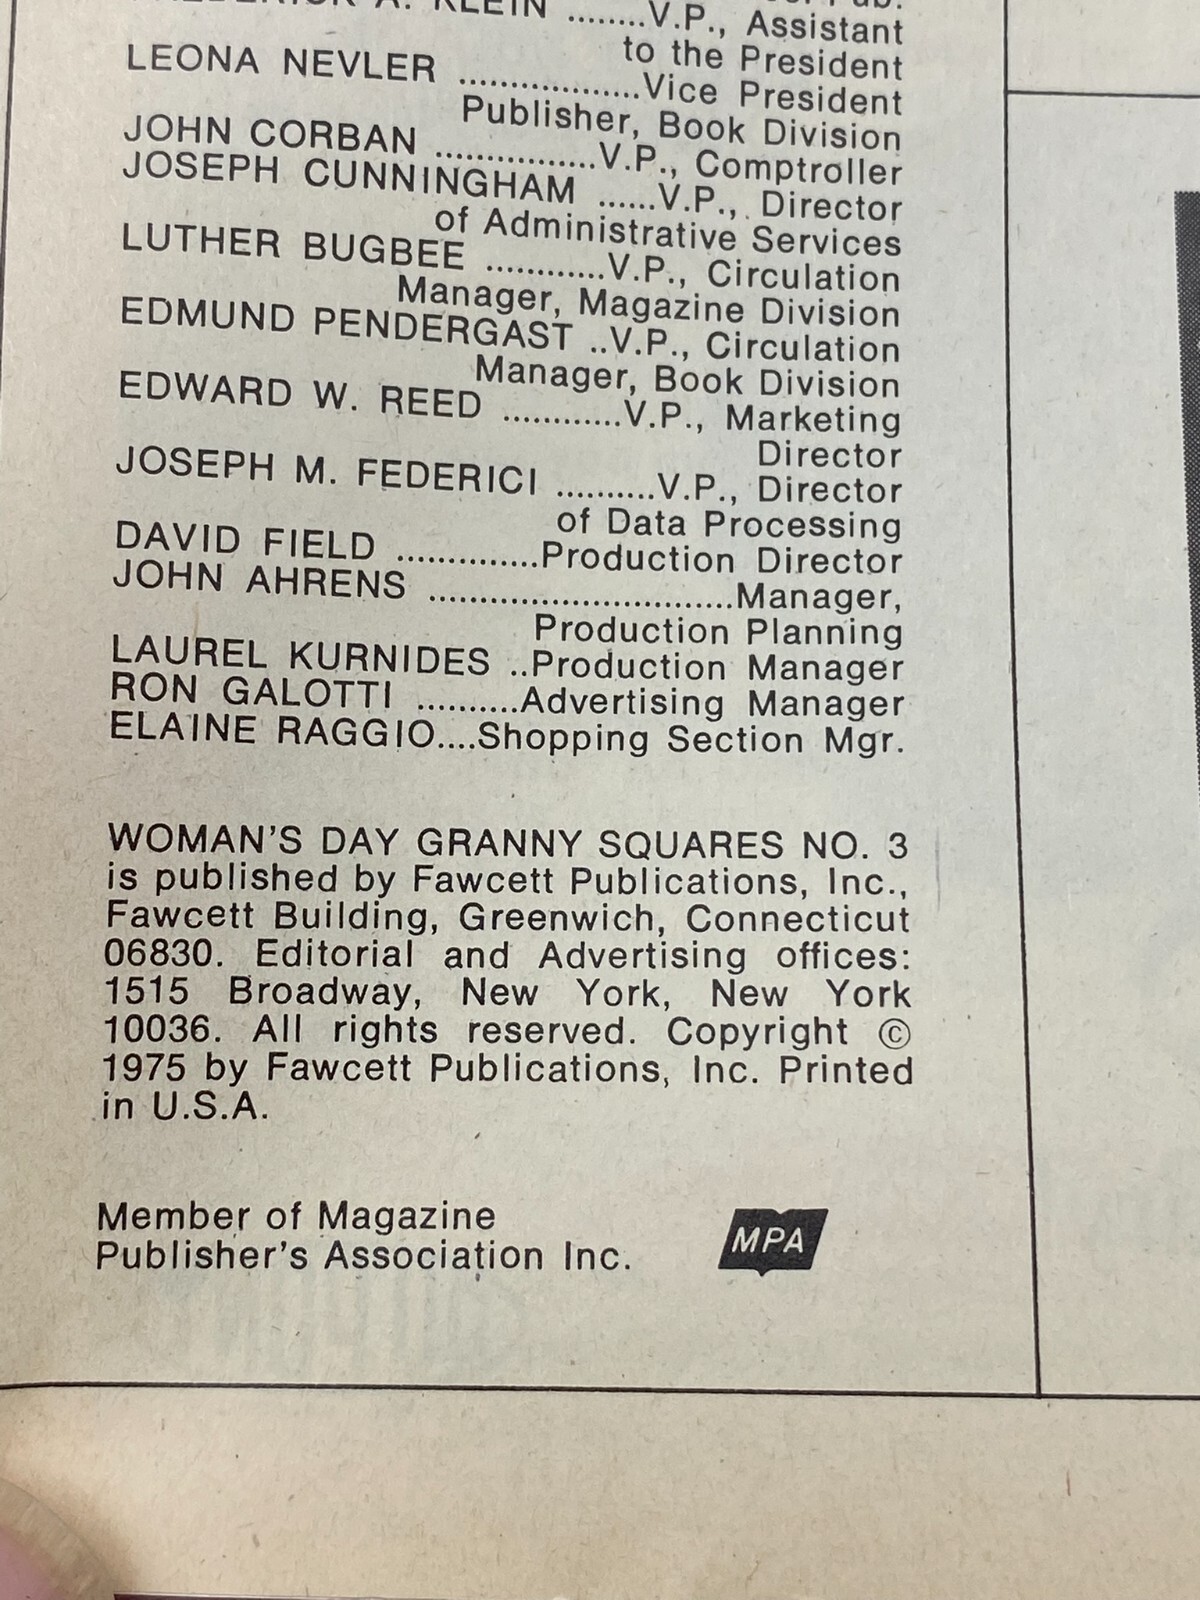 A. KLEIN ........V.P., Assistant
to the President
LEONA NEVLER ..................Vice President
Publisher, Book Division
JOHN CORBAN ................V.P., Comptroller
JOSEPH CUNNINGHAM ......V.P., Director
of Administrative Services
LUTHER BUGBEE ............V.P., Circulation
Manager, Magazine Division
EDMUND PENDERGAST ..V.P., Circulation
Manager, Book Division
EDWARD W. REED ............V.P., Marketing
Director
JOSEPH M. FEDERICI ..........V.P., Director
of Data Processing
DAVID FIELD ..............Production Director
JOHN AHRENS ..............................Manager,
Production Planning
LAUREL KURNIDES ..Production Manager
RON GALOTTI ..........Advertising Manager
ELAINE RAGGIO....Shopping Section Mgr.
WOMAN'S DAY GRANNY SQUARES NO. 3
is published by Fawcett Publications, Inc.,
Fawcett Building, Greenwich, Connecticut
06830. Editorial and Advertising offices:
1515 Broadway, New York, New York
10036. All rights reserved. Copyright ©
1975 by Fawcett Publications, Inc. Printed
in U.S.A.
Member of Magazine
Publisher's Association Inc.
MPA